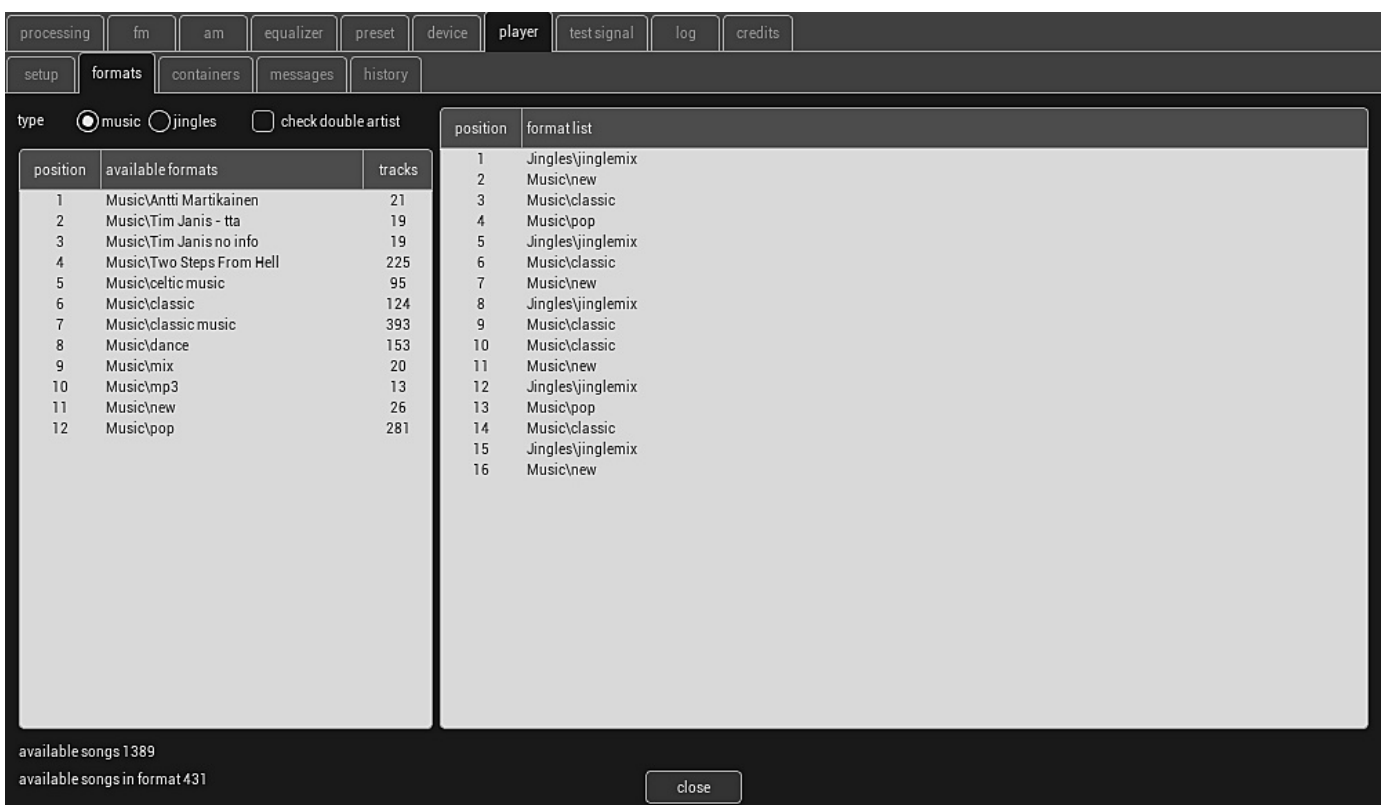 processing fm am equalizer preset device player test signal log credits
setup formats containers messages history
type music jingles check double artist
position available formats tracks
1 Music\Antti Martikainen 21
2 Music\Tim Janis - tta 19
3 Music\Tim Janis no info 19
4 Music\Two Steps From Hell 225
5 Music\celtic music 95
6 Music\classic 124
7 Music\classic music 393
8 Music\dance 153
9 Music\mix 20
10 Music\mp3 13
11 Music\new 26
12 Music\pop 281
position format list
1 Jingles\jinglemix
2 Music\new
3 Music\classic
4 Music\pop
5 Jingles\jinglemix
6 Music\classic
7 Music\new
8 Jingles\jinglemix
9 Music\classic
10 Music\classic
11 Music\new
12 Jingles\jinglemix
13 Music\pop
14 Music\classic
15 Jingles\jinglemix
16 Music\new
available songs 1389
available songs in format 431
close